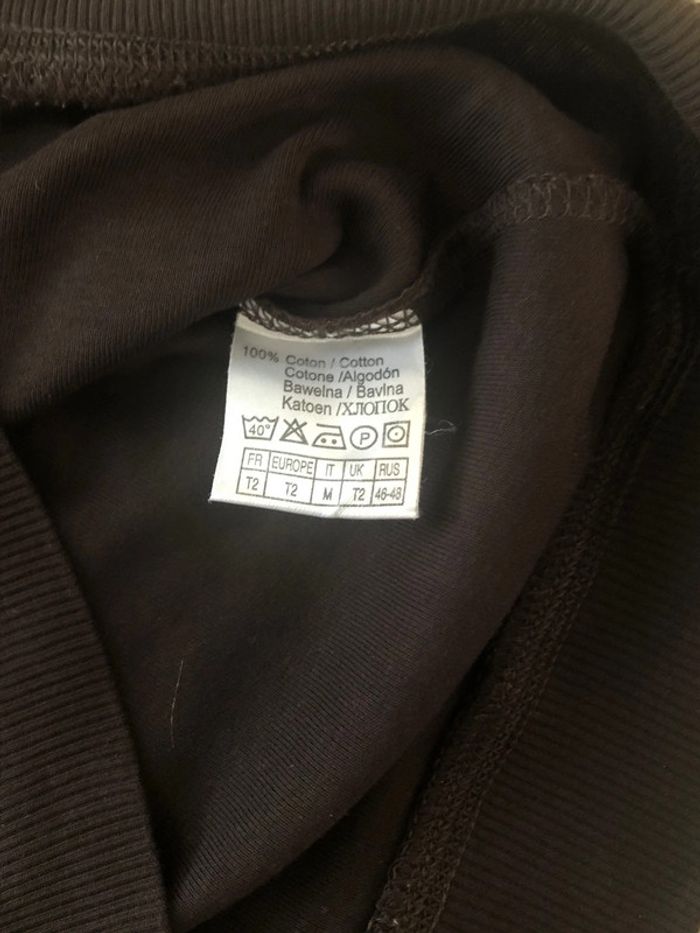 100% Coton / Cotton
Cotone /Algodón
Bawelna / Bavlna
Katoen /ХЛОПОК
40° P
FR EUROPE IT UK RUS
T2 T2 M T2 46-48